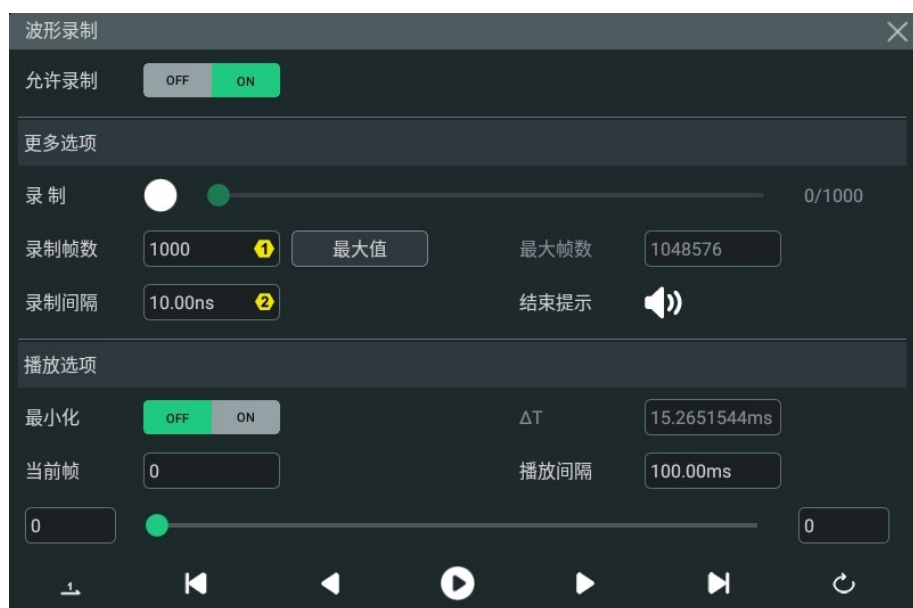 波形录制
允许录制 OFF ON
更多选项
录制 0/1000
录制帧数 1000 1 最大值 最大帧数 1048576
录制间隔 10.00ns 2 结束提示
播放选项
最小化 OFF ON ΔT 15.2651544ms
当前帧 0 播放间隔 100.00ms
0 0
1